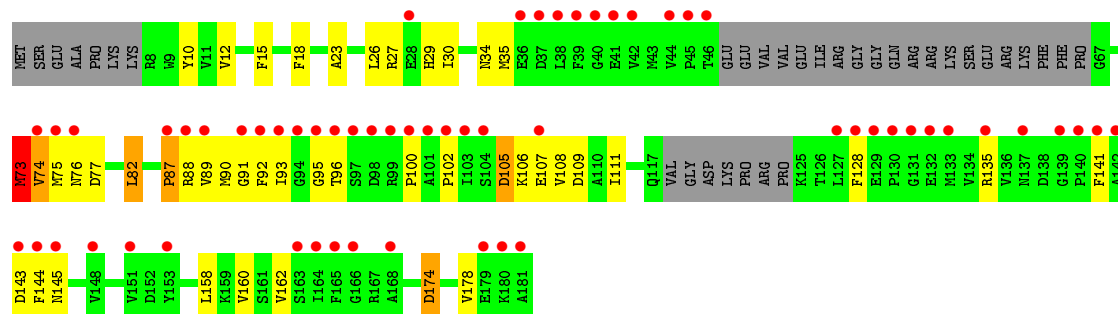 MET SER GLU ALA PRO LYS LYS R8 W9 Y10 V11 V12 F15 F18 A23 L26 R27 E28 H29 I30 N34 M35 E36 D37 L38 F39 G40 E41 V42 M43 V44 P45 T46 GLU GLU VAL VAL GLU ILE ARG GLY GLY GLN ARG ARG LYS SER GLU ARG LYS PHE PHE PRO G67
M73 V74 M75 N76 D77 L82 P87 R88 V89 M90 G91 F92 I93 G94 G95 T96 S97 D98 R99 P100 A101 P102 I103 S104 D105 K106 E107 V108 D109 A110 I111 Q117 VAL GLY ASP LYS PRO ARG PRO K125 T126 L127 F128 E129 P130 G131 E132 M133 V134 R135 V136 N137 D138 G139 P140 F141 A142
D143 F144 N145 V148 V151 D152 Y153 L158 K159 V160 S161 V162 S163 I164 F165 G166 R167 A168 D174 V178 E179 K180 A181